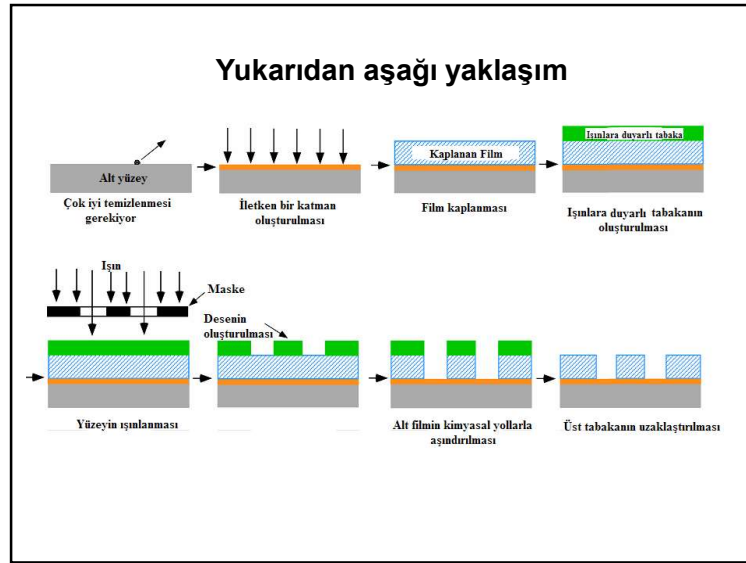 Yukarıdan aşağı yaklaşım
Alt yüzey
Çok iyi temizlenmesi
gerekiyor
İletken bir katman
oluşturulması
Kaplanan Film
Film kaplanması
Işınlara duyarlı tabaka
Işınlara duyarlı tabakanın
oluşturulması
Işın
Maske
Yüzeyin ışınlanması
Desenin
oluşturulması
Alt filmin kimyasal yollarla
aşındırılması
Üst tabakanın uzaklaştırılması